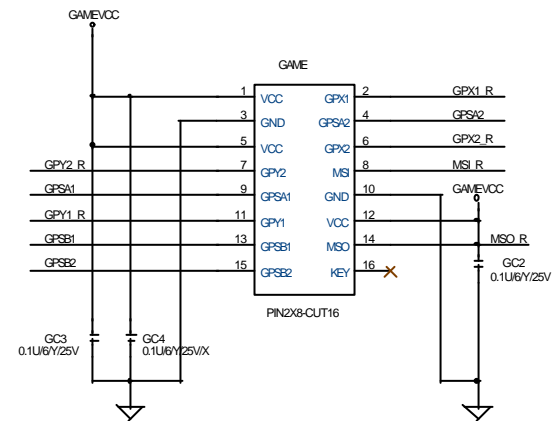 GAMEVCC
GAME
1 VCC GPX1 2 GPX1_R
3 GND GPSA2 4 GPSA2
5 VCC GPX2 6 GPX2_R
GPY2_R 7 GPY2 MSI 8 MSI_R
GPSA1 9 GPSA1 GND 10 GAMEVCC
GPY1_R 11 GPY1 VCC 12
GPSB1 13 GPSB1 MSO 14 MSO_R
GPSB2 15 GPSB2 KEY 16
GC2
0.1U/6/Y/25V
PIN2X8-CUT16
GC3 GC4
0.1U/6/Y/25V 0.1U/6/Y/25V/X